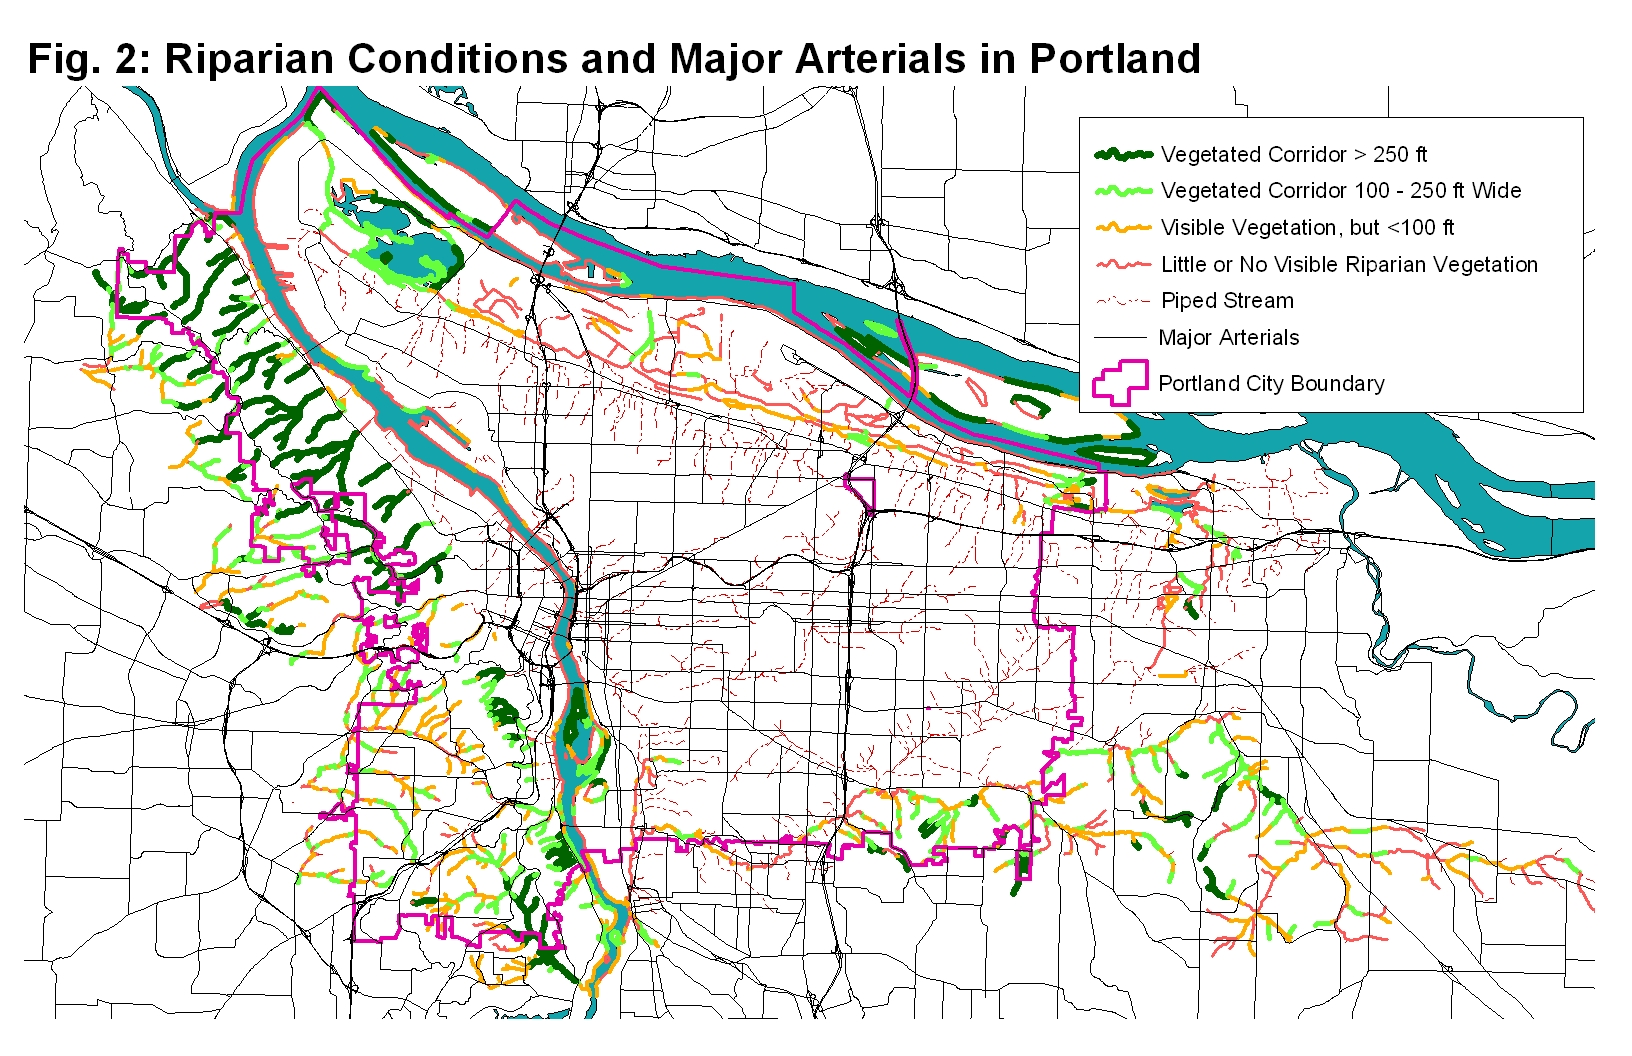 Fig. 2: Riparian Conditions and Major Arterials in Portland
Vegetated Corridor > 250 ft
Vegetated Corridor 100 - 250 ft Wide
Visible Vegetation, but <100 ft
Little or No Visible Riparian Vegetation
Piped Stream
Major Arterials
Portland City Boundary